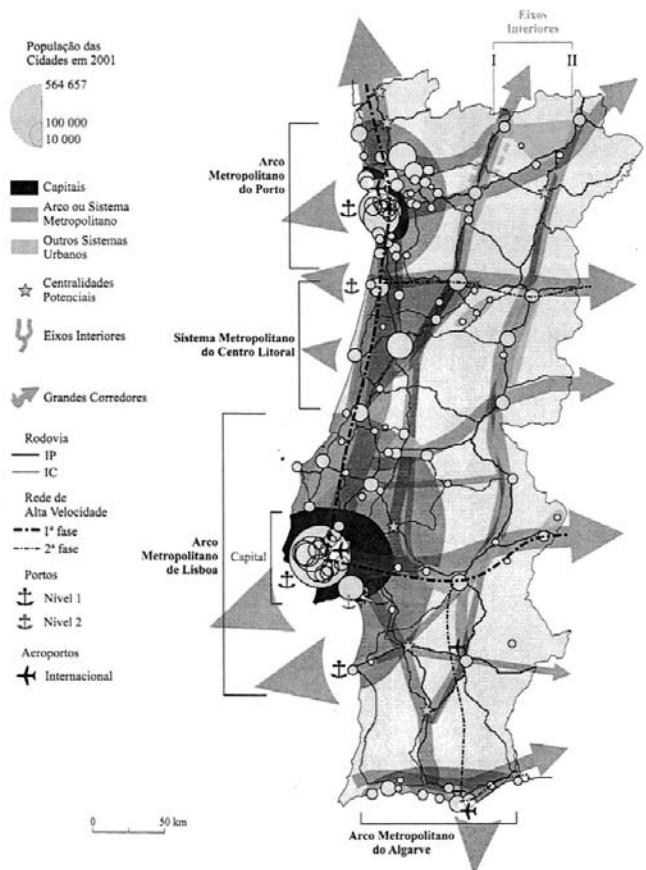 População das
Cidades em 2001
564 657
100 000
10 000
Capitais
Arco ou Sistema
Metropolitano
Outros Sistemas
Urbanos
Centralidades
Potenciais
Eixos Interiores
Grandes Corredores
Rodovia
IP
IC
Rede de
Alta Velocidade
1ª fase
2ª fase
Portos
Nível 1
Nível 2
Aeroportos
Internacional
0
50 km
Eixos
Interiores
I
II
Arco
Metropolitano
do Porto
Sistema Metropolitano
do Centro Litoral
Arco
Metropolitano
de Lisboa
Capital
Arco Metropolitano
do Algarve